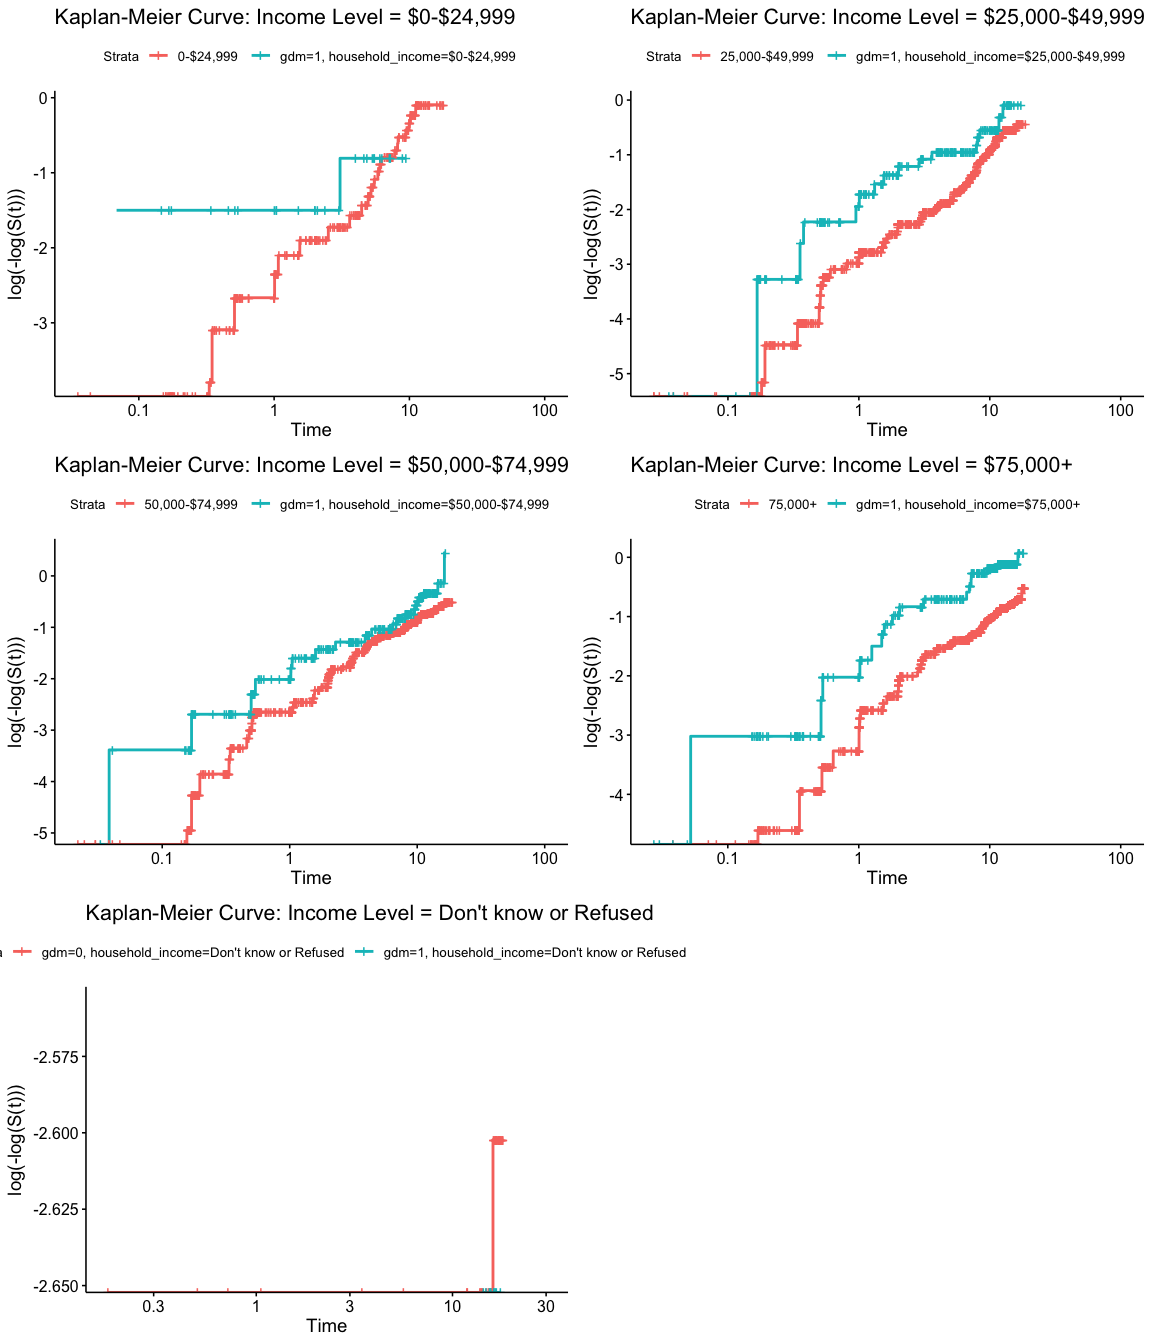 Kaplan-Meier Curve: Income Level = $0-$24,999
Strata 0-$24,999 gdm=1, household_income=$0-$24,999
log(-log(S(t)))
0
-1
-2
-3
0.1 1 10 100
Time
Kaplan-Meier Curve: Income Level = $25,000-$49,999
Strata 25,000-$49,999 gdm=1, household_income=$25,000-$49,999
log(-log(S(t)))
0
-1
-2
-3
-4
-5
0.1 1 10 100
Time
Kaplan-Meier Curve: Income Level = $50,000-$74,999
Strata 50,000-$74,999 gdm=1, household_income=$50,000-$74,999
log(-log(S(t)))
0
-1
-2
-3
-4
-5
0.1 1 10 100
Time
Kaplan-Meier Curve: Income Level = $75,000+
Strata 75,000+ gdm=1, household_income=$75,000+
log(-log(S(t)))
0
-1
-2
-3
-4
0.1 1 10 100
Time
Kaplan-Meier Curve: Income Level = Don't know or Refused
a gdm=0, household_income=Don't know or Refused gdm=1, household_income=Don't know or Refused
log(-log(S(t)))
-2.575
-2.600
-2.625
-2.650
0.3 1 3 10 30
Time